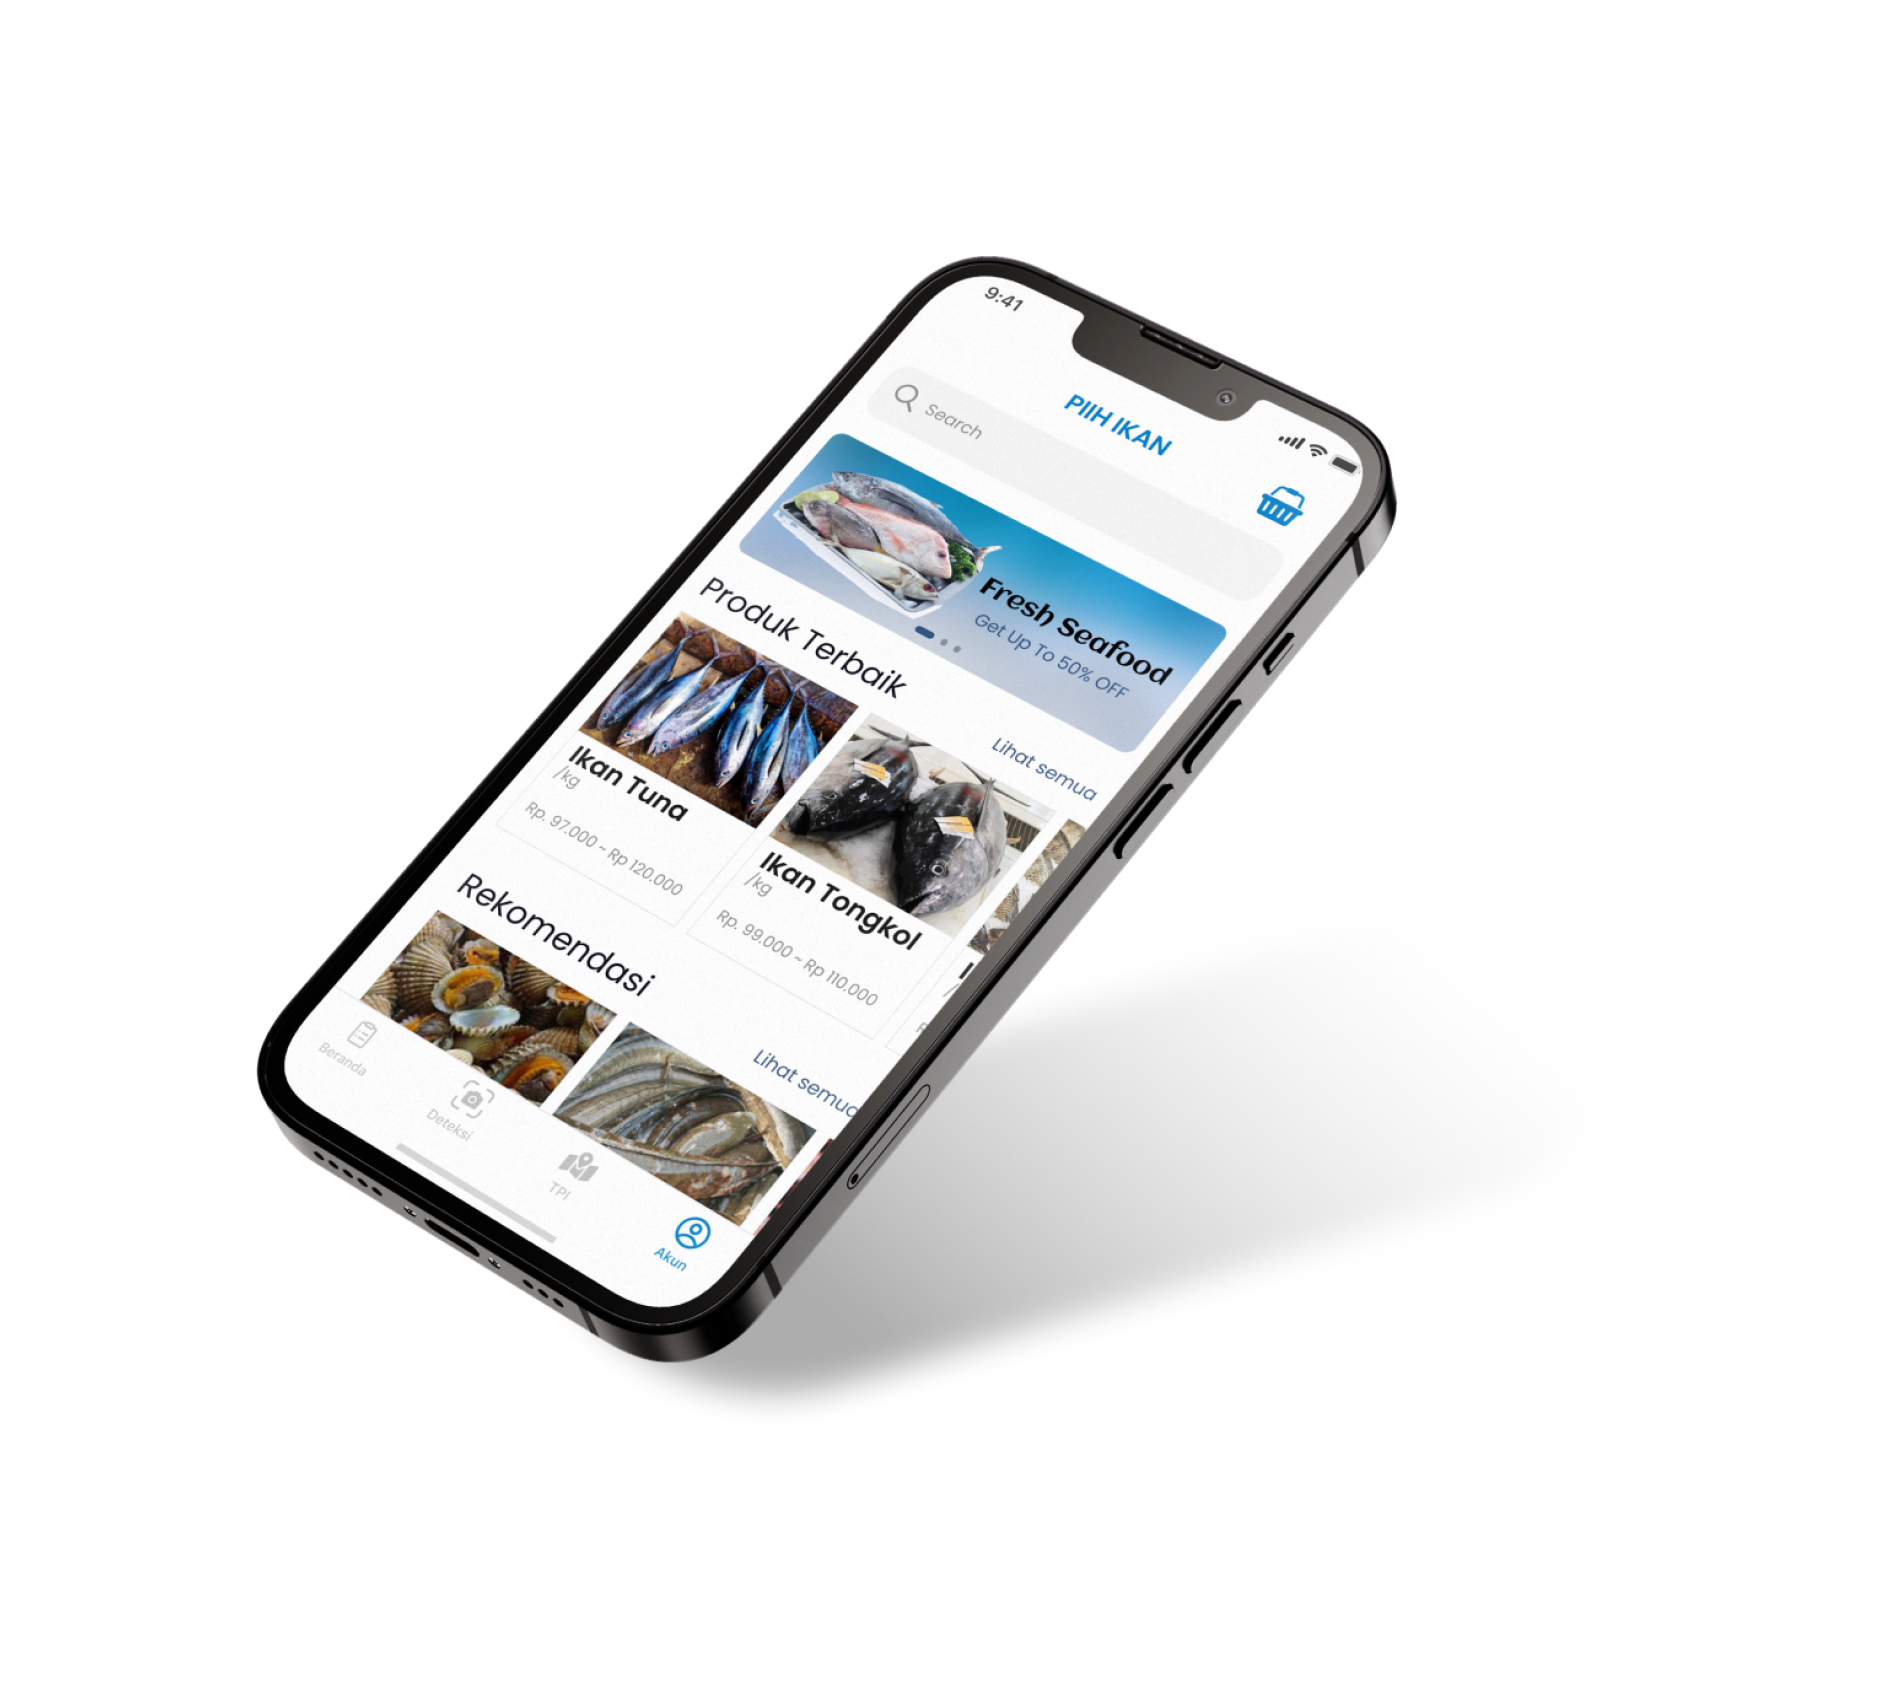 9:41
PIIH IKAN
Search
Fresh Seafood
Get Up To 50% OFF
Produk Terbaik
Lihat semua
Ikan Tuna
/kg
Rp. 97.000 ~ Rp 120.000
Ikan Tongkol
/kg
Rp. 99.000 ~ Rp 110.000
Rekomendasi
Lihat semua
Beranda
Deteksi
TPI
Akun